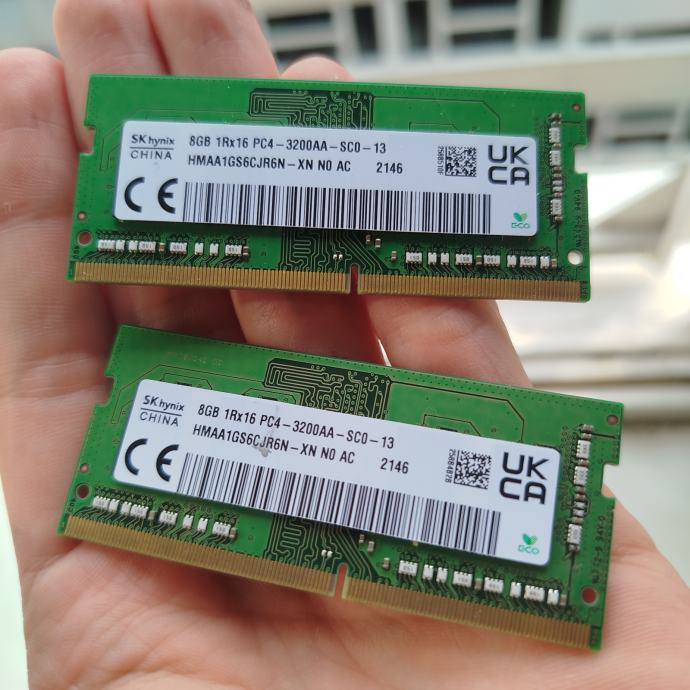 SK hynix
CHINA
8GB 1Rx16 PC4-3200AA-SC0-13
HMAA1GS6CJR6N-XN N0 AC 2146
CE
UK
CA
ECO
SK hynix
CHINA
8GB 1Rx16 PC4-3200AA-SC0-13
HMAA1GS6CJR6N-XN N0 AC 2146
CE
UK
CA
ECO